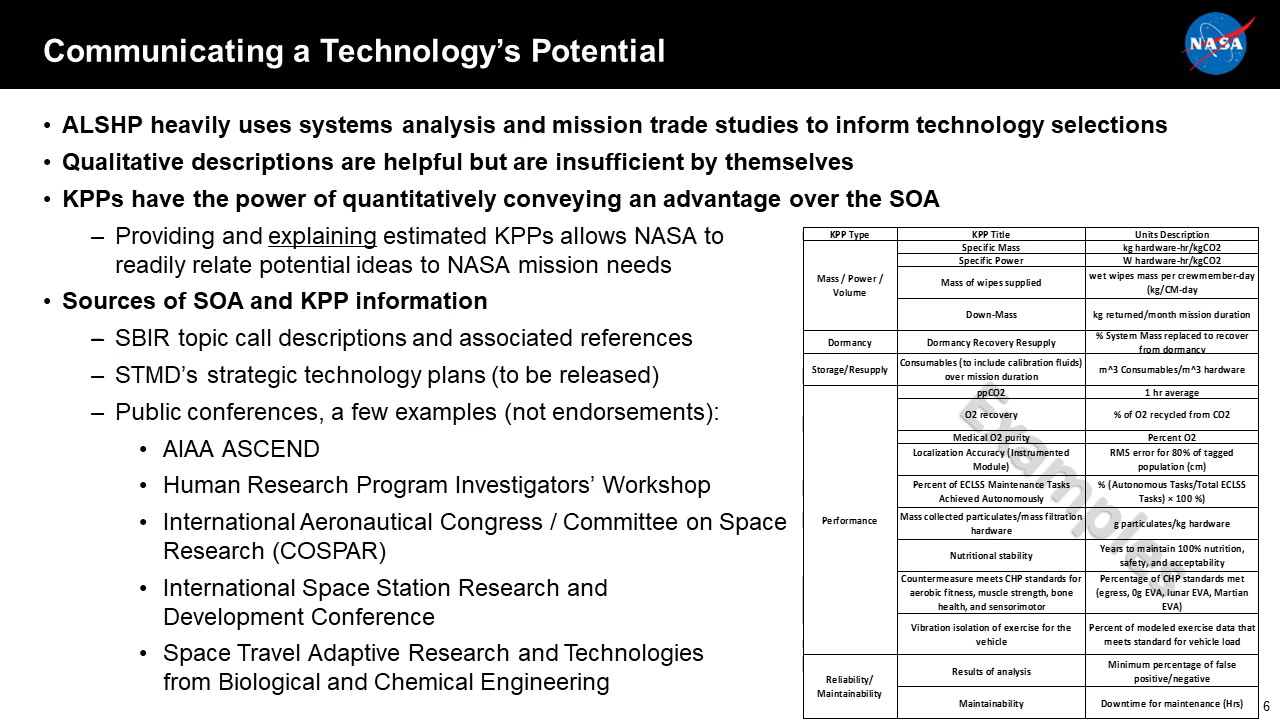 Communicating a Technology's Potential
NASA
• ALSHP heavily uses systems analysis and mission trade studies to inform technology selections
• Qualitative descriptions are helpful but are insufficient by themselves
• KPPs have the power of quantitatively conveying an advantage over the SOA
– Providing and explaining estimated KPPs allows NASA to
readily relate potential ideas to NASA mission needs
• Sources of SOA and KPP information
– SBIR topic call descriptions and associated references
– STMD's strategic technology plans (to be released)
– Public conferences, a few examples (not endorsements):
• AIAA ASCEND
• Human Research Program Investigators' Workshop
• International Aeronautical Congress / Committee on Space
Research (COSPAR)
• International Space Station Research and
Development Conference
• Space Travel Adaptive Research and Technologies
from Biological and Chemical Engineering
KPP Type KPP Title Units Description
Mass / Power /
Volume
Specific Mass kg hardware-hr/kgCO2
Specific Power W hardware-hr/kgCO2
Mass of wipes supplied
wet wipes mass per crewmember-day
(kg/CM-day
Down-Mass kg returned/month mission duration
Dormancy Dormancy Recovery Resupply
% System Mass replaced to recover
from dormancy
Storage/Resupply
Consumables (to include calibration fluids)
over mission duration
m^3 Consumables/m^3 hardware
Performance
ppCO2 1 hr average
O2 recovery % of O2 recycled from CO2
Medical O2 purity Percent O2
Localization Accuracy (Instrumented
Module)
RMS error for 80% of tagged
population (cm)
Percent of ECLSS Maintenance Tasks
Achieved Autonomously
% (Autonomous Tasks/Total ECLSS
Tasks) × 100 %)
Mass collected particulates/mass filtration
hardware
g particulates/kg hardware
Nutritional stability
Years to maintain 100% nutrition,
safety, and acceptability
Countermeasure meets CHP standards for
aerobic fitness, muscle strength, bone
health, and sensorimotor
Percentage of CHP standards met
(egress, 0g EVA, lunar EVA, Martian
EVA)
Vibration isolation of exercise for the
vehicle
Percent of modeled exercise data that
meets standard for vehicle load
Reliability/
Maintainability
Results of analysis
Minimum percentage of false
positive/negative
Maintainability Downtime for maintenance (Hrs)
Examples
6